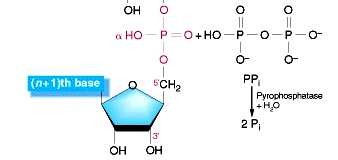 OH O O O
α HO P O + HO P O P O-
O O- O-
(n+1)th base
O 5' CH2
PPi
Pyrophosphatase
+ H2O
2 Pi
3'
OH OH